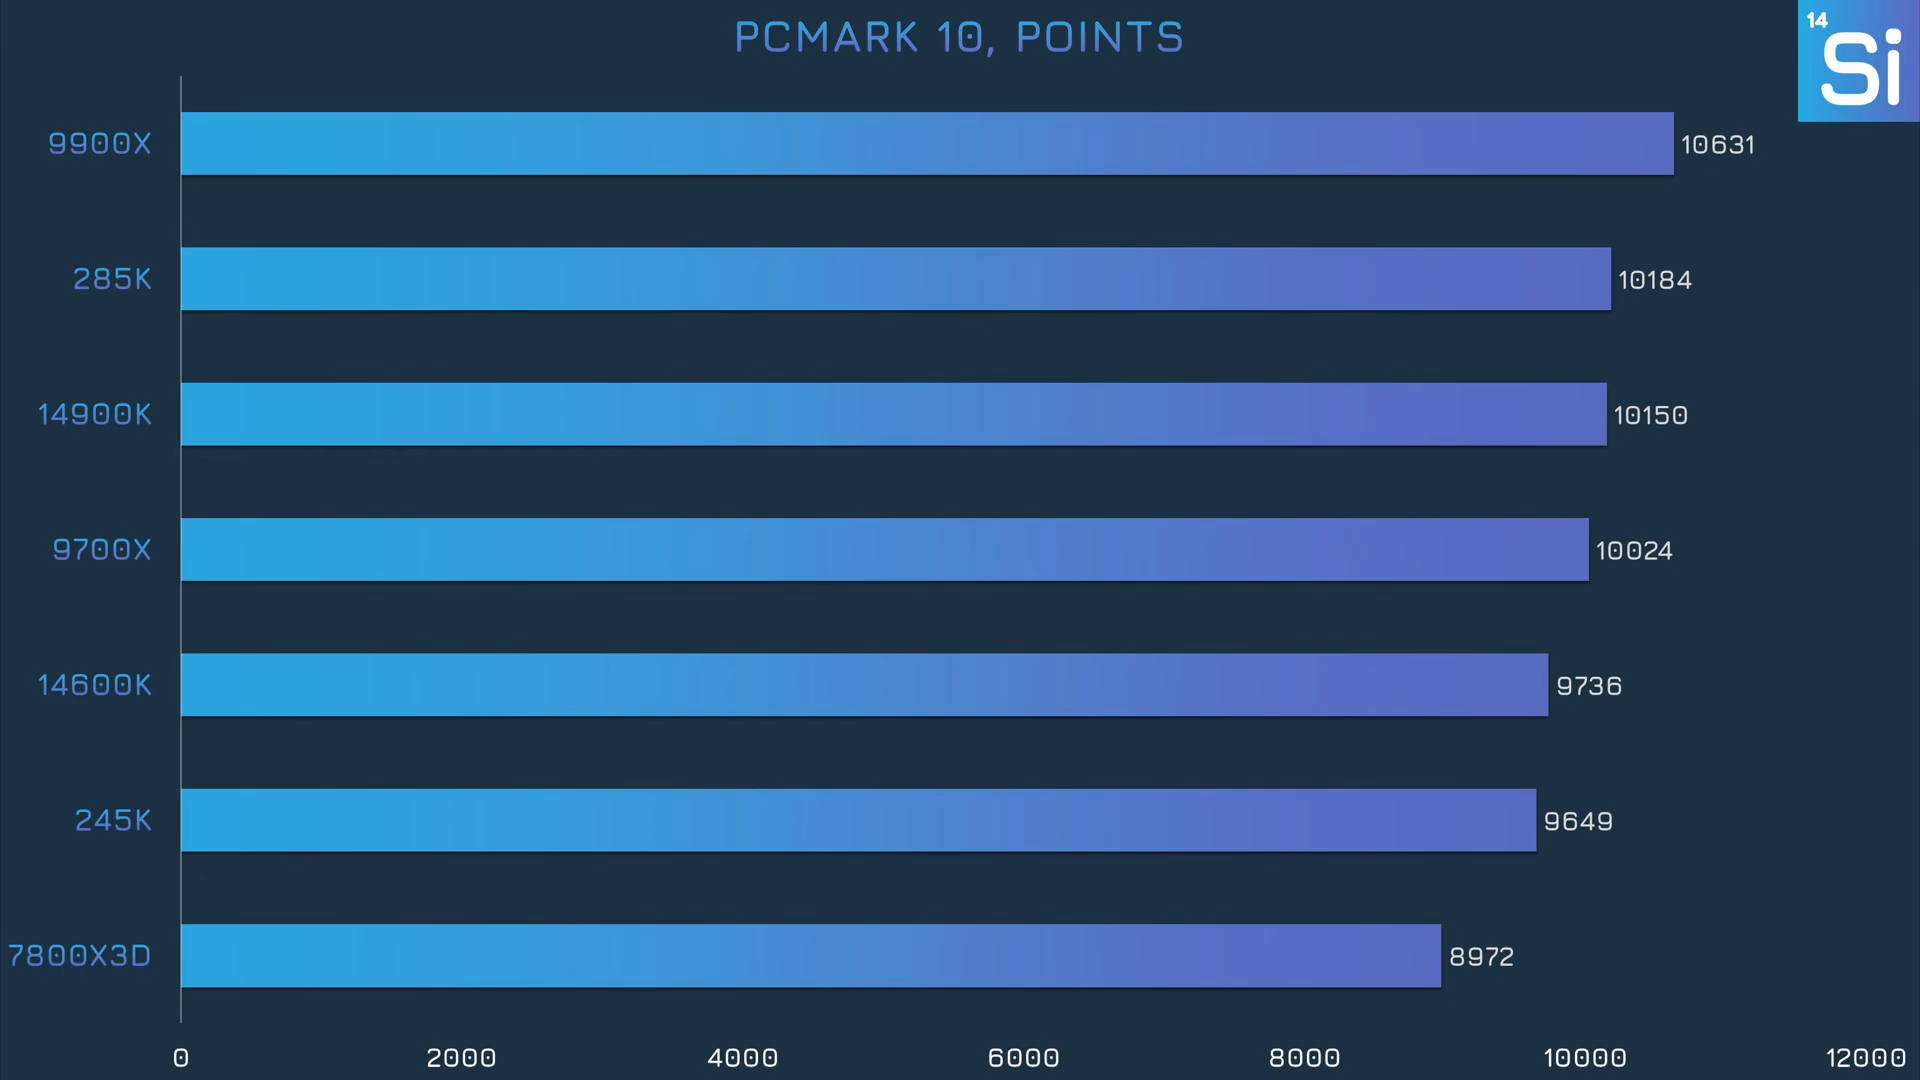 PCMARK 10, POINTS
14
Si
9900X 10631
285K 10184
14900K 10150
9700X 10024
14600K 9736
245K 9649
7800X3D 8972
0 2000 4000 6000 8000 10000 12000